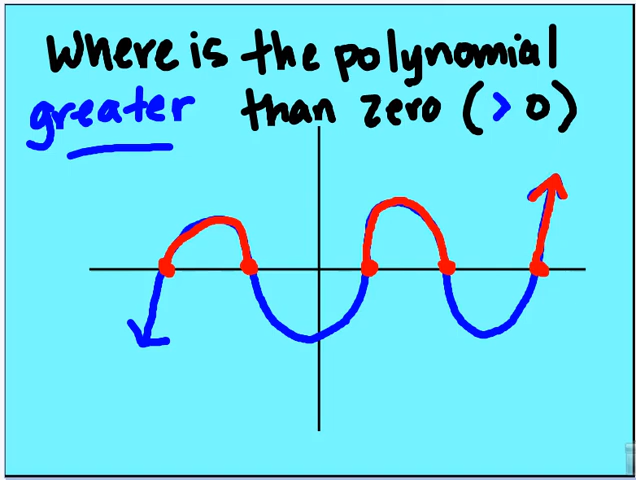 Where is the polynomial
greater than zero (> 0)